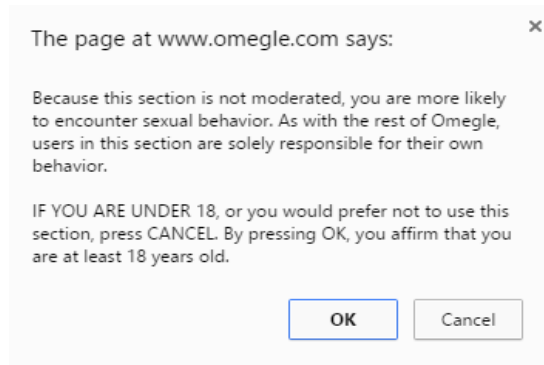 The page at www.omegle.com says:
Because this section is not moderated, you are more likely
to encounter sexual behavior. As with the rest of Omegle,
users in this section are solely responsible for their own
behavior.
IF YOU ARE UNDER 18, or you would prefer not to use this
section, press CANCEL. By pressing OK, you affirm that you
are at least 18 years old.
OK Cancel